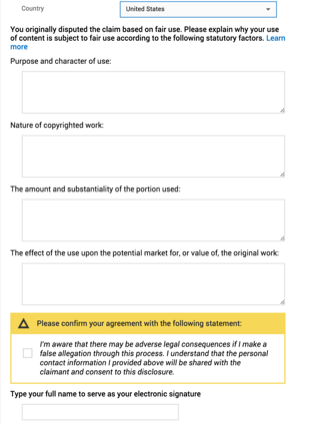 Country
United States
You originally disputed the claim based on fair use. Please explain why your use
of content is subject to fair use according to the following statutory factors. Learn
more
Purpose and character of use:
Nature of copyrighted work:
The amount and substantiality of the portion used:
The effect of the use upon the potential market for, or value of, the original work:
Please confirm your agreement with the following statement:
I'm aware that there may be adverse legal consequences if I make a
false allegation through this process. I understand that the personal
contact information I provided above will be shared with the
claimant and consent to this disclosure.
Type your full name to serve as your electronic signature